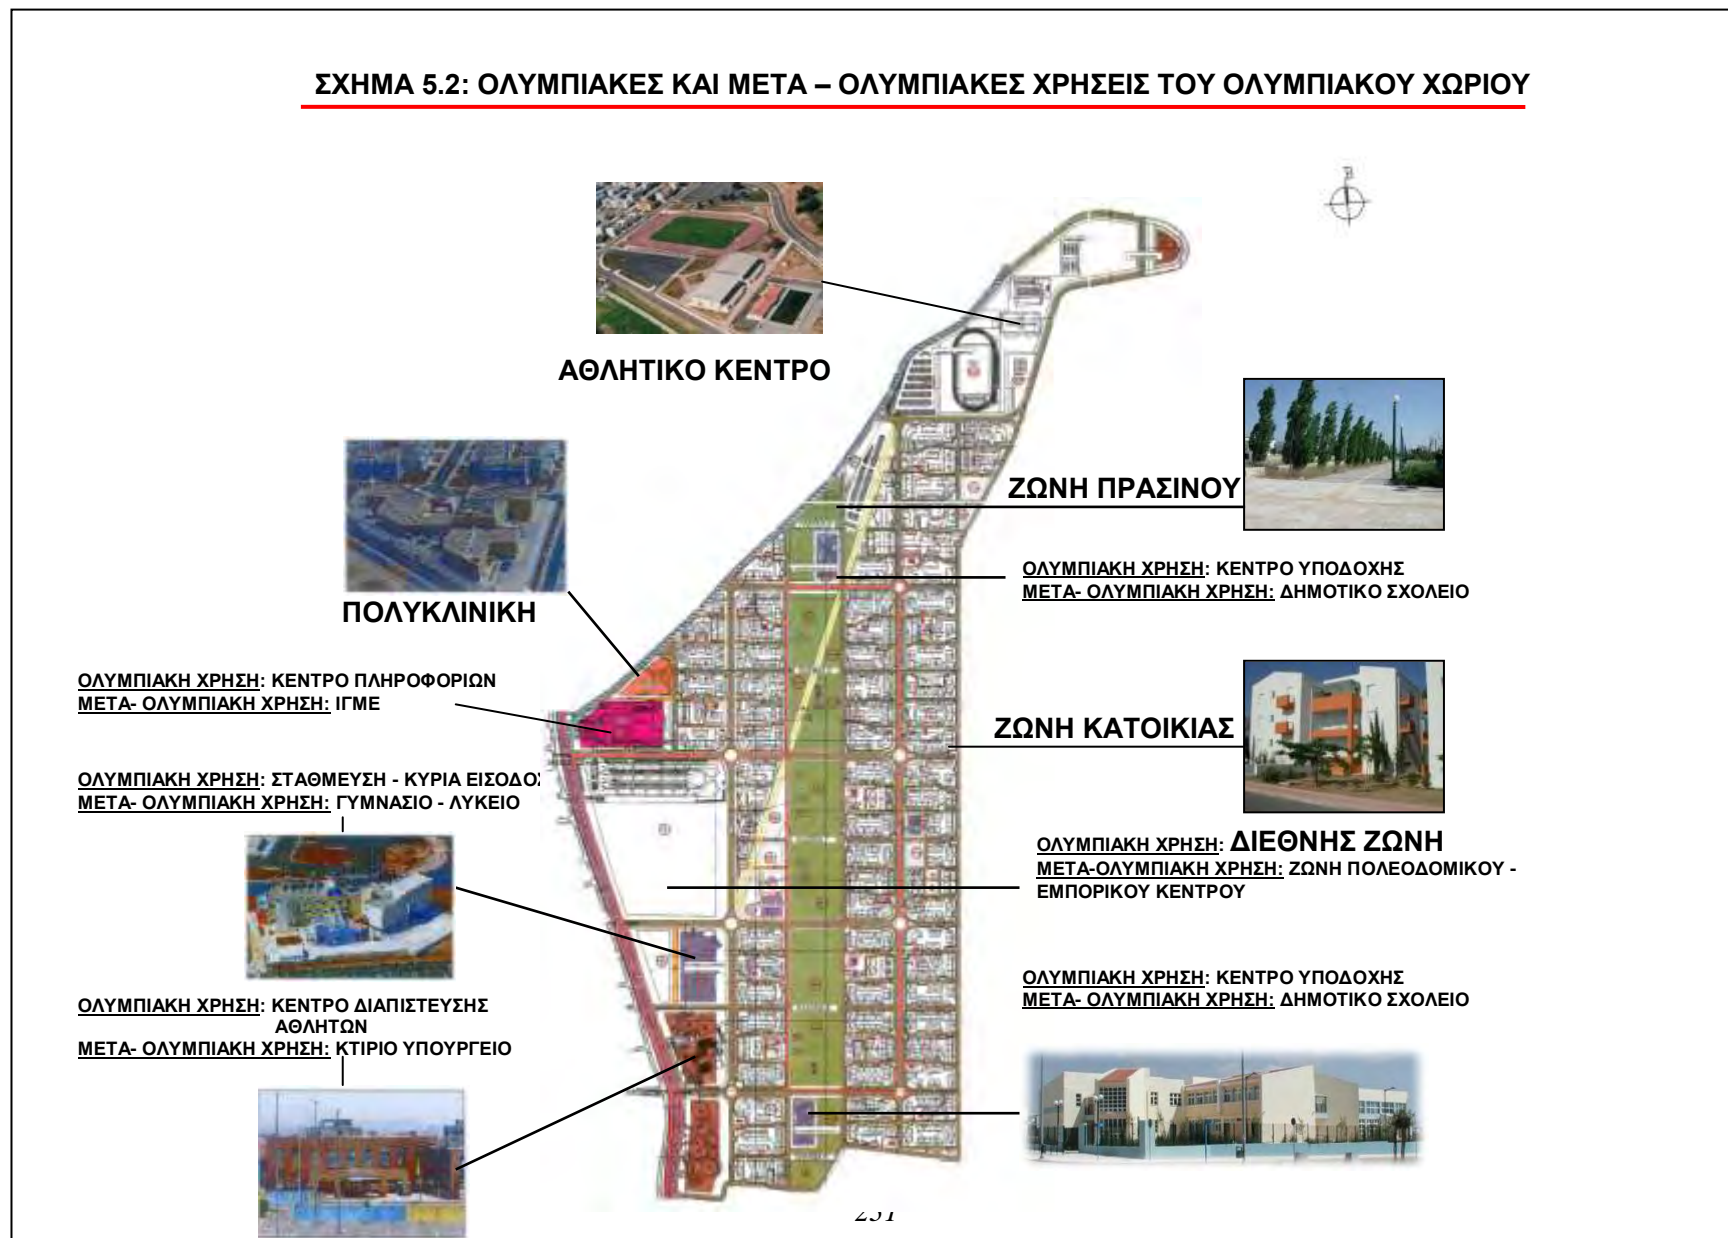 ΣΧΗΜΑ 5.2: ΟΛΥΜΠΙΑΚΕΣ ΚΑΙ ΜΕΤΑ – ΟΛΥΜΠΙΑΚΕΣ ΧΡΗΣΕΙΣ ΤΟΥ ΟΛΥΜΠΙΑΚΟΥ ΧΩΡΙΟΥ
ΑΘΛΗΤΙΚΟ ΚΕΝΤΡΟ
ΠΟΛΥΚΛΙΝΙΚΗ
ΟΛΥΜΠΙΑΚΗ ΧΡΗΣΗ: ΚΕΝΤΡΟ ΠΛΗΡΟΦΟΡΙΩΝ
ΜΕΤΑ- ΟΛΥΜΠΙΑΚΗ ΧΡΗΣΗ: ΙΓΜΕ
ΟΛΥΜΠΙΑΚΗ ΧΡΗΣΗ: ΣΤΑΘΜΕΥΣΗ - ΚΥΡΙΑ ΕΙΣΟΔΟΣ
ΜΕΤΑ- ΟΛΥΜΠΙΑΚΗ ΧΡΗΣΗ: ΓΥΜΝΑΣΙΟ - ΛΥΚΕΙΟ
ΟΛΥΜΠΙΑΚΗ ΧΡΗΣΗ: ΚΕΝΤΡΟ ΔΙΑΠΙΣΤΕΥΣΗΣ
ΑΘΛΗΤΩΝ
ΜΕΤΑ- ΟΛΥΜΠΙΑΚΗ ΧΡΗΣΗ: ΚΤΙΡΙΟ ΥΠΟΥΡΓΕΙΟ
ΖΩΝΗ ΠΡΑΣΙΝΟΥ
ΟΛΥΜΠΙΑΚΗ ΧΡΗΣΗ: ΚΕΝΤΡΟ ΥΠΟΔΟΧΗΣ
ΜΕΤΑ- ΟΛΥΜΠΙΑΚΗ ΧΡΗΣΗ: ΔΗΜΟΤΙΚΟ ΣΧΟΛΕΙΟ
ΖΩΝΗ ΚΑΤΟΙΚΙΑΣ
ΟΛΥΜΠΙΑΚΗ ΧΡΗΣΗ: ΔΙΕΘΝΗΣ ΖΩΝΗ
ΜΕΤΑ-ΟΛΥΜΠΙΑΚΗ ΧΡΗΣΗ: ΖΩΝΗ ΠΟΛΕΟΔΟΜΙΚΟΥ -
ΕΜΠΟΡΙΚΟΥ ΚΕΝΤΡΟΥ
ΟΛΥΜΠΙΑΚΗ ΧΡΗΣΗ: ΚΕΝΤΡΟ ΥΠΟΔΟΧΗΣ
ΜΕΤΑ- ΟΛΥΜΠΙΑΚΗ ΧΡΗΣΗ: ΔΗΜΟΤΙΚΟ ΣΧΟΛΕΙΟ